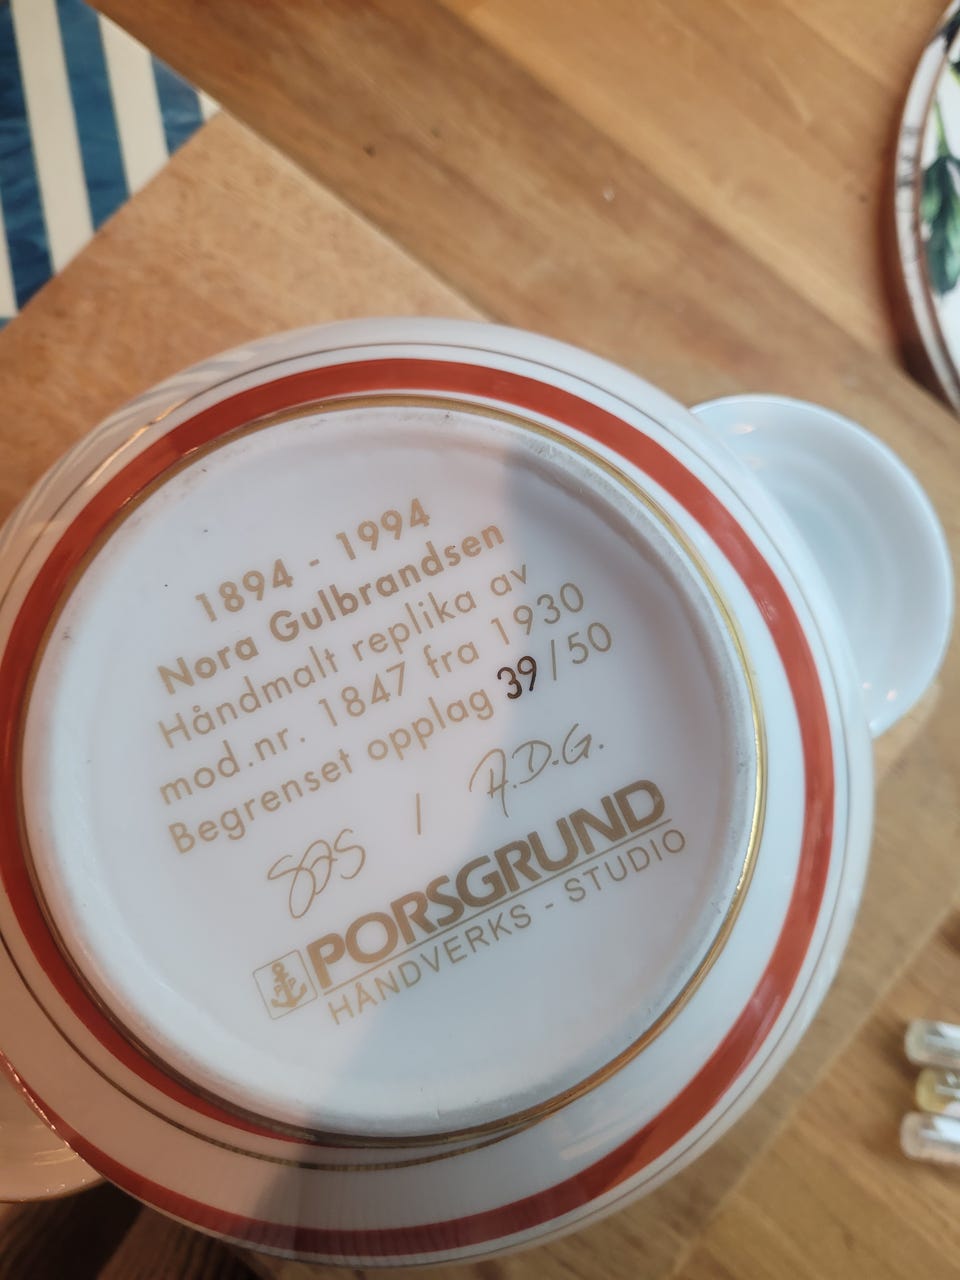 1894 - 1994
Nora Gulbrandsen
Håndmalt replika av
mod.nr. 1847 fra 1930
Begrenset opplag 39/50
/ A.D.G.
PORSGRUND
HÅNDVERKS - STUDIO